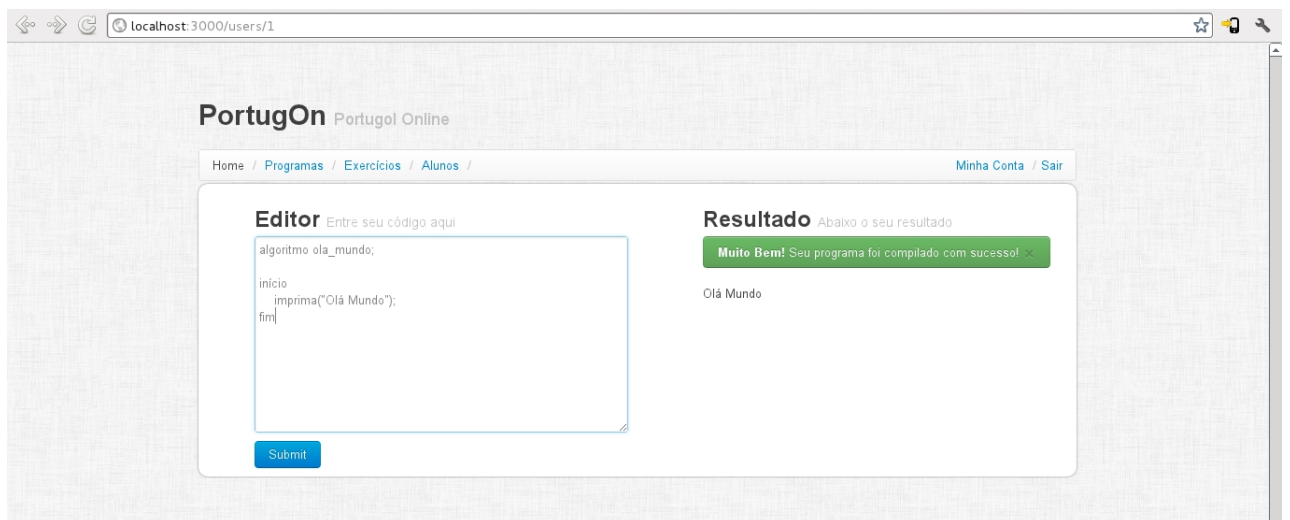 localhost:3000/users/1
PortugOn Portugol Online
Home / Programas / Exercícios / Alunos / Minha Conta / Sair
Editor Entre seu código aqui
algoritmo ola_mundo;
início
imprima("Olá Mundo");
fim
Submit
Resultado Abaixo o seu resultado
Muito Bem! Seu programa foi compilado com sucesso! ×
Olá Mundo